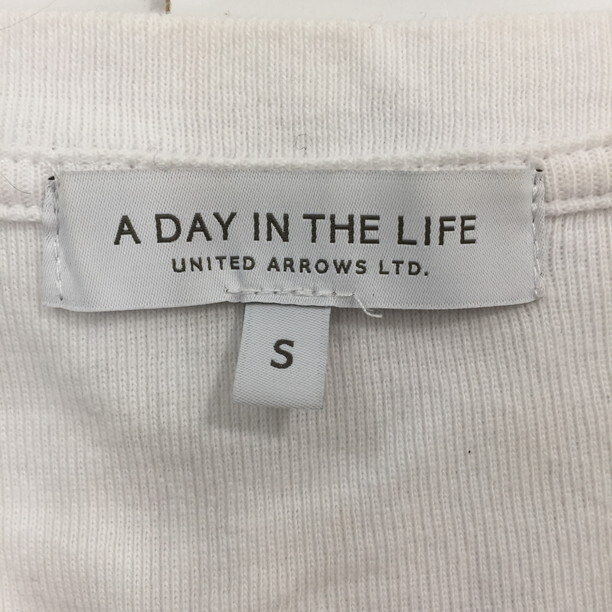 A DAY IN THE LIFE
UNITED ARROWS LTD.
S